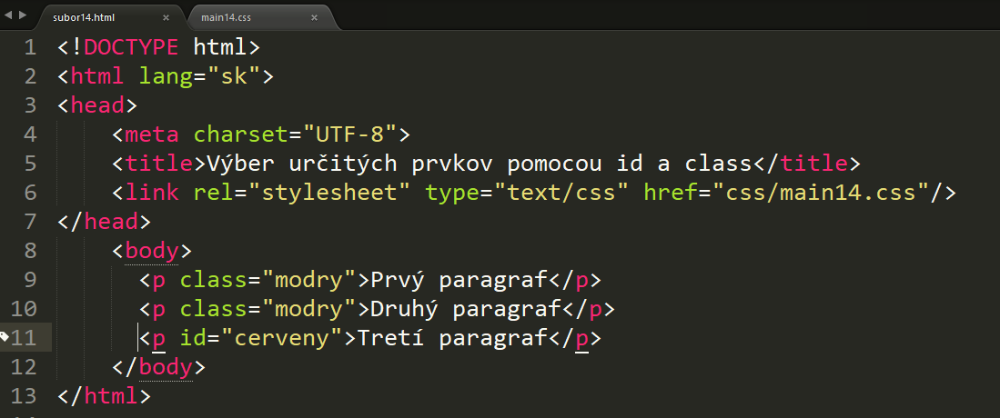 subor14.html × main14.css ×
1 <!DOCTYPE html>
2 <html lang="sk">
3 <head>
4 <meta charset="UTF-8">
5 <title>Výber určitých prvkov pomocou id a class</title>
6 <link rel="stylesheet" type="text/css" href="css/main14.css"/>
7 </head>
8 <body>
9 <p class="modry">Prvý paragraf</p>
10 <p class="modry">Druhý paragraf</p>
11 <p id="cerveny">Tretí paragraf</p>
12 </body>
13 </html>